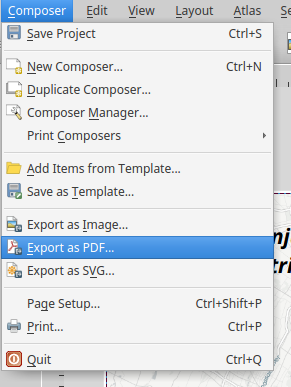 Composer Edit View Layout Atlas
Save Project Ctrl+S
New Composer... Ctrl+N
Duplicate Composer...
Composer Manager...
Print Composers
Add Items from Template...
Save as Template...
Export as Image...
Export as PDF...
Export as SVG...
Page Setup... Ctrl+Shift+P
Print... Ctrl+P
Quit Ctrl+Q